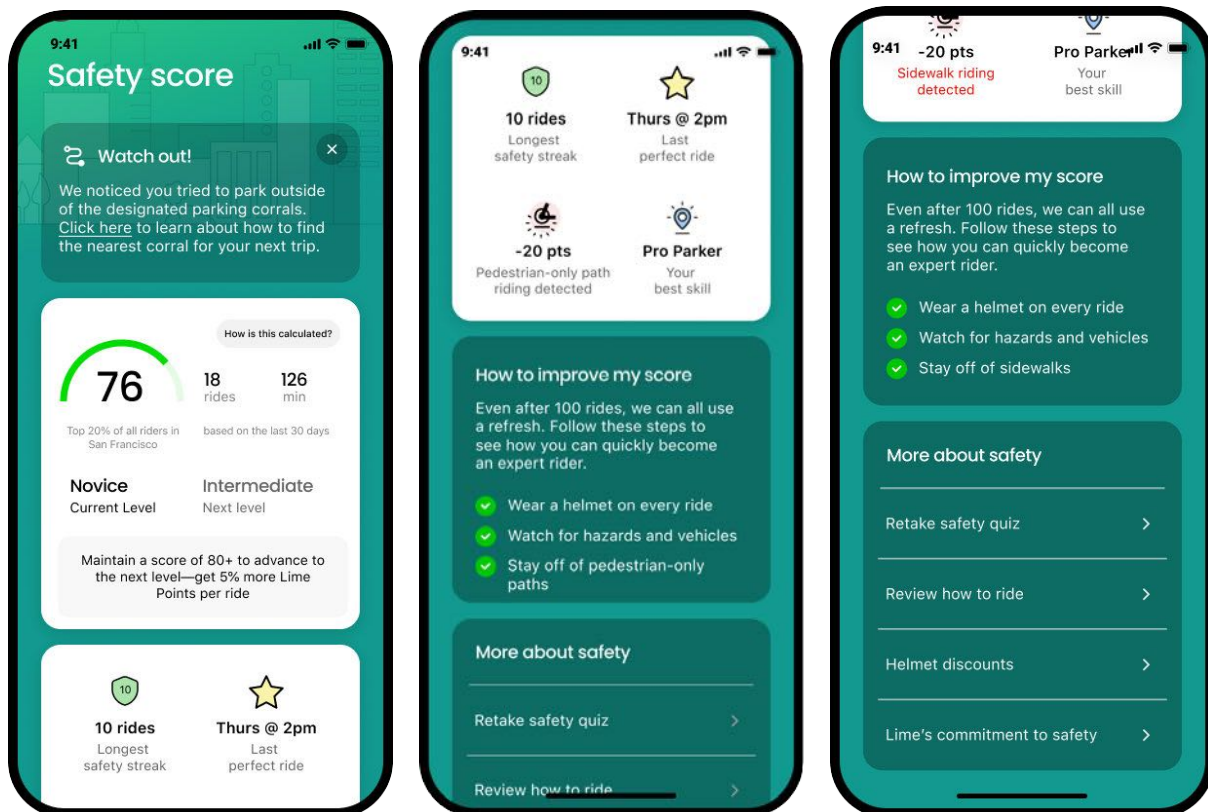 9:41
Safety score
Watch out!
We noticed you tried to park outside
of the designated parking corrals.
Click here to learn about how to find
the nearest corral for your next trip.
How is this calculated?
76
18
rides
126
min
Top 20% of all riders in
San Francisco
based on the last 30 days
Novice
Current Level
Intermediate
Next level
Maintain a score of 80+ to advance to
the next level—get 5% more Lime
Points per ride
10
10 rides
Longest
safety streak
Thurs @ 2pm
Last
perfect ride
9:41
10
10 rides
Longest
safety streak
Thurs @ 2pm
Last
perfect ride
-20 pts
Pedestrian-only path
riding detected
Pro Parker
Your
best skill
How to improve my score
Even after 100 rides, we can all use
a refresh. Follow these steps to
see how you can quickly become
an expert rider.
Wear a helmet on every ride
Watch for hazards and vehicles
Stay off of pedestrian-only
paths
More about safety
Retake safety quiz
Review how to ride
9:41
-20 pts
Sidewalk riding
detected
Pro Parker
Your
best skill
How to improve my score
Even after 100 rides, we can all use
a refresh. Follow these steps to
see how you can quickly become
an expert rider.
Wear a helmet on every ride
Watch for hazards and vehicles
Stay off of sidewalks
More about safety
Retake safety quiz
Review how to ride
Helmet discounts
Lime's commitment to safety